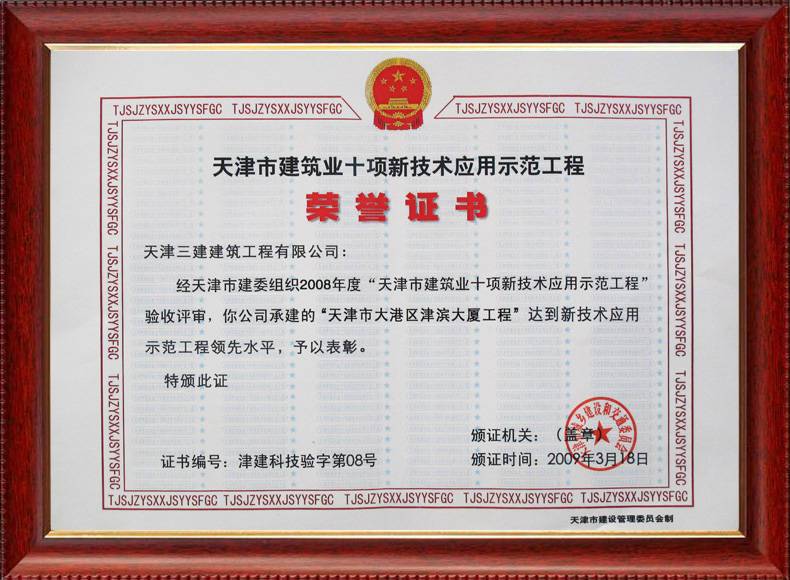 TJSJZYSXXJSYYSFGC TJSJZYSXXJSYYSFGC TJSJZYSXXJSYYSFGC TJSJZYSXXJSYYSFGC
天津市建筑业十项新技术应用示范工程
荣誉证书
天津三建建筑工程有限公司：
经天津市建委组织2008年度“天津市建筑业十项新技术应用示范工程”
验收评审，你公司承建的“天津市大港区津滨大厦工程”达到新技术应用
示范工程领先水平，予以表彰。
特颁此证
颁证机关：（盖章）
证书编号：津建科技验字第08号
颁证时间：2009年3月18日
TJSJZYSXXJSYYSFGC TJSJZYSXXJSYYSFGC TJSJZYSXXJSYYSFGC
TJSJZYSXXJSYYSFGC TJSJZYSXXJSYYSFGC TJSJZYSXXJSYYSFGC
TJSJZYSXXJSYYSFGC TJSJZYSXXJSYYSFGC TJSJZYSXXJSYYSFGC TJSJZYSXXJSYYSFGC
天津市建设管理委员会制